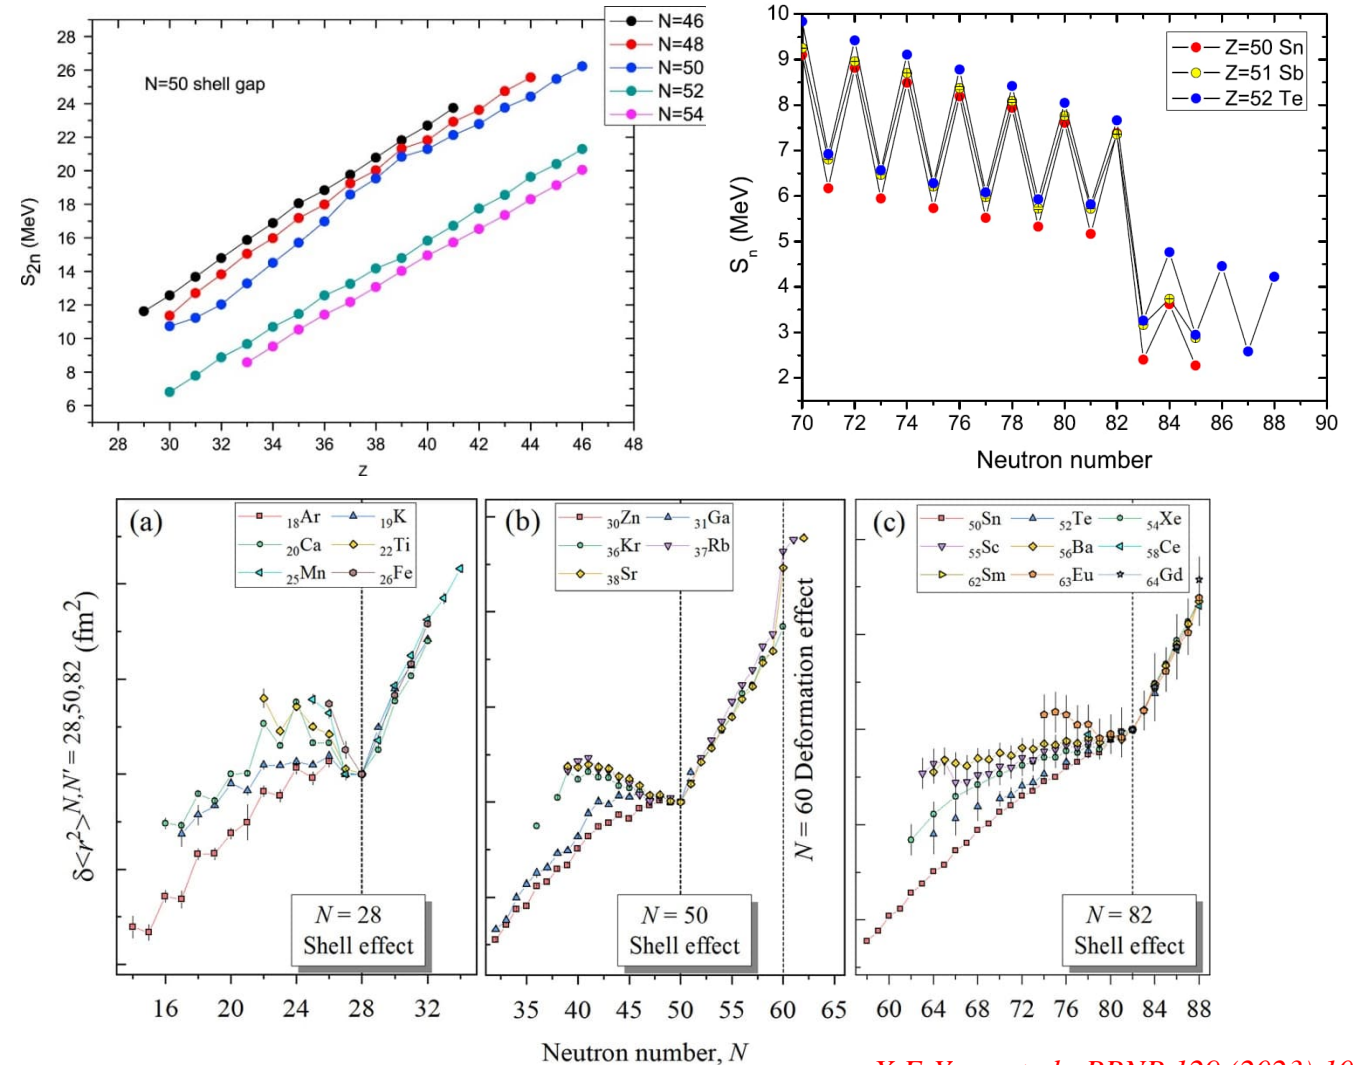 N=50 shell gap
N=46
N=48
N=50
N=52
N=54
S2n (MeV)
28
26
24
22
20
18
16
14
12
10
8
6
28 30 32 34 36 38 40 42 44 46 48
Z
Z=50 Sn
Z=51 Sb
Z=52 Te
Sn (MeV)
10
9
8
7
6
5
4
3
2
70 72 74 76 78 80 82 84 86 88 90
Neutron number
δ<r²>N,N' = 28,50,82 (fm²)
(a)
18Ar 19K
20Ca 22Ti
25Mn 26Fe
N = 28
Shell effect
16 20 24 28 32
(b)
30Zn 31Ga
36Kr 37Rb
38Sr
N = 60 Deformation effect
N = 50
Shell effect
35 40 45 50 55 60 65
(c)
50Sn 52Te 54Xe
55Sc 56Ba 58Ce
62Sm 63Eu 64Gd
N = 82
Shell effect
60 64 68 72 76 80 84 88
Neutron number, N